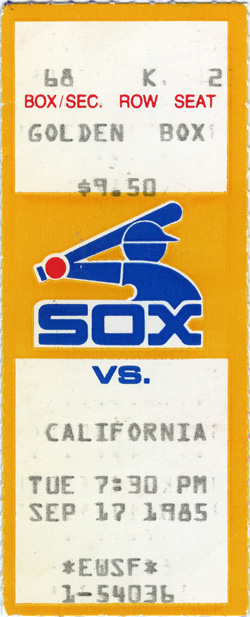 68 K 2
BOX/SEC. ROW SEAT
GOLDEN BOX
$9.50
SOX
VS.
CALIFORNIA
TUE 7:30 PM
SEP 17 1985
*EWSF*
1-54036